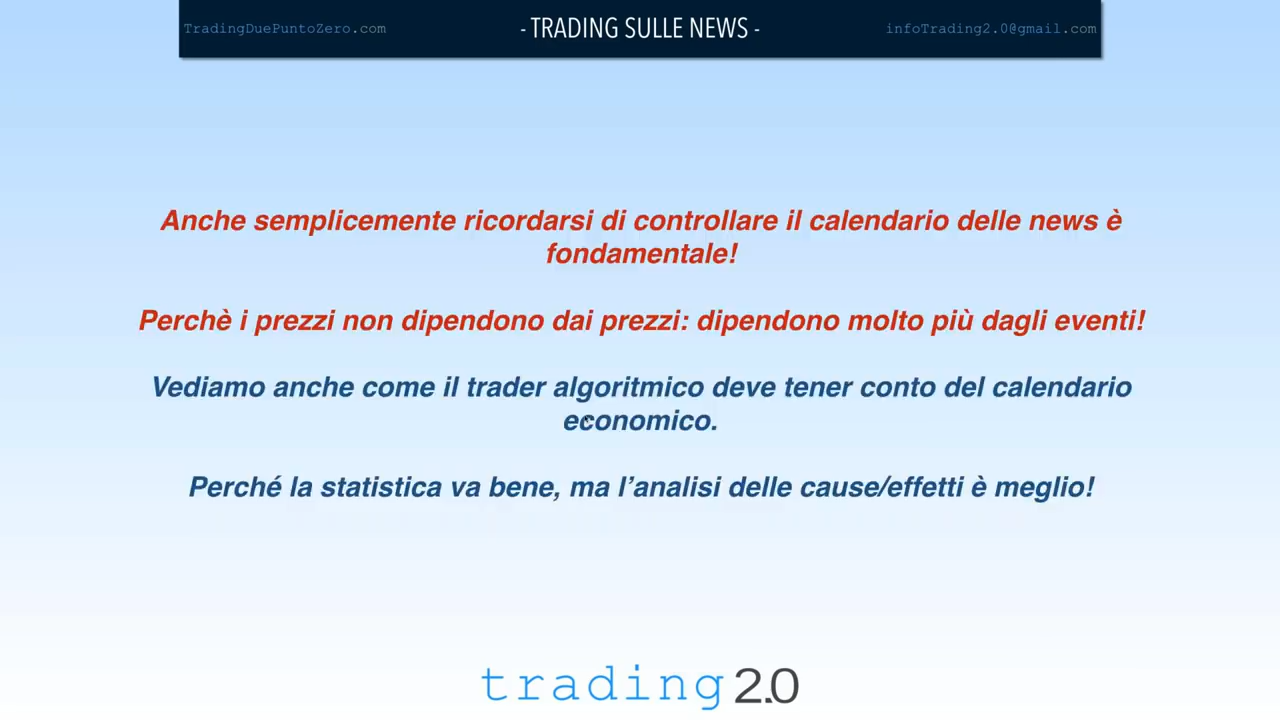 TradingDuePuntoZero.com
- TRADING SULLE NEWS -
infoTrading2.0@gmail.com
Anche semplicemente ricordarsi di controllare il calendario delle news è
fondamentale!
Perchè i prezzi non dipendono dai prezzi: dipendono molto più dagli eventi!
Vediamo anche come il trader algoritmico deve tener conto del calendario
economico.
Perché la statistica va bene, ma l’analisi delle cause/effetti è meglio!
trading 2.0